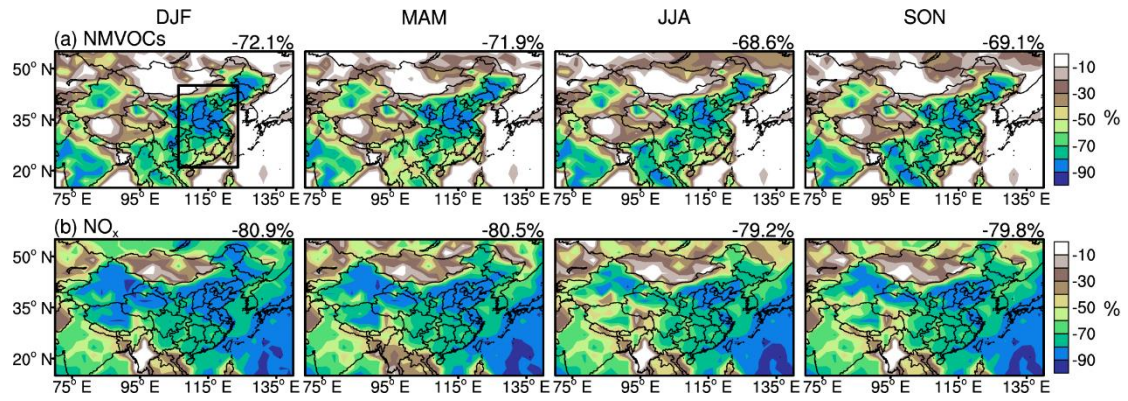 DJF MAM JJA SON
(a) NMVOCs -72.1% -71.9% -68.6% -69.1%
50° N
35° N
20° N
75° E 95° E 115° E 135° E 75° E 95° E 115° E 135° E 75° E 95° E 115° E 135° E 75° E 95° E 115° E 135° E
-10
-30
-50
-70
-90
%
(b) NOₓ -80.9% -80.5% -79.2% -79.8%
50° N
35° N
20° N
75° E 95° E 115° E 135° E 75° E 95° E 115° E 135° E 75° E 95° E 115° E 135° E 75° E 95° E 115° E 135° E
-10
-30
-50
-70
-90
%